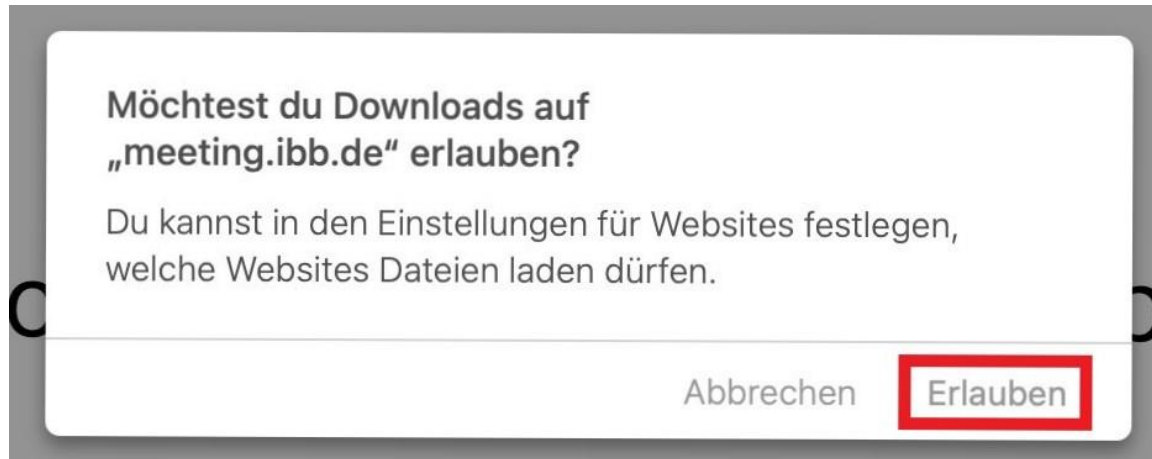 Möchtest du Downloads auf
„meeting.ibb.de“ erlauben?
Du kannst in den Einstellungen für Websites festlegen,
welche Websites Dateien laden dürfen.
Abbrechen
Erlauben